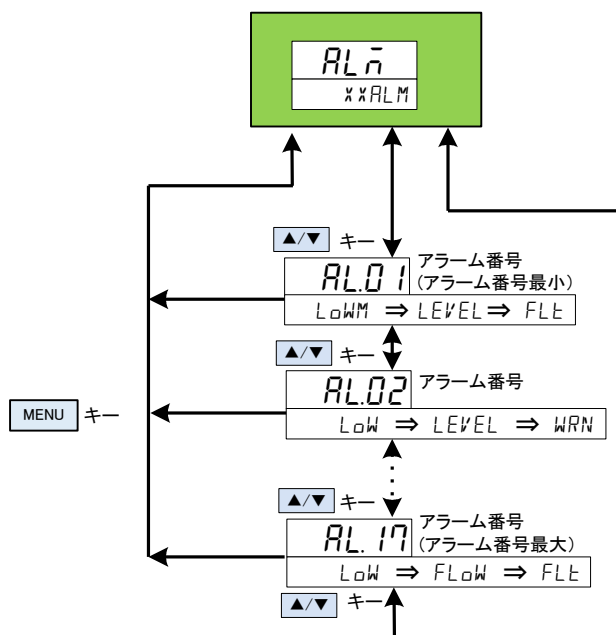 ALM
XXALM
▲/▼ キー
アラーム番号
(アラーム番号最小)
AL.01
LoWM ⇒ LEVEL ⇒ FLt
▲/▼ キー
AL.02
アラーム番号
LoW ⇒ LEVEL ⇒ WRN
MENU キー
▲/▼ キー
アラーム番号
(アラーム番号最大)
AL.17
LoW ⇒ FLoW ⇒ FLt
▲/▼ キー